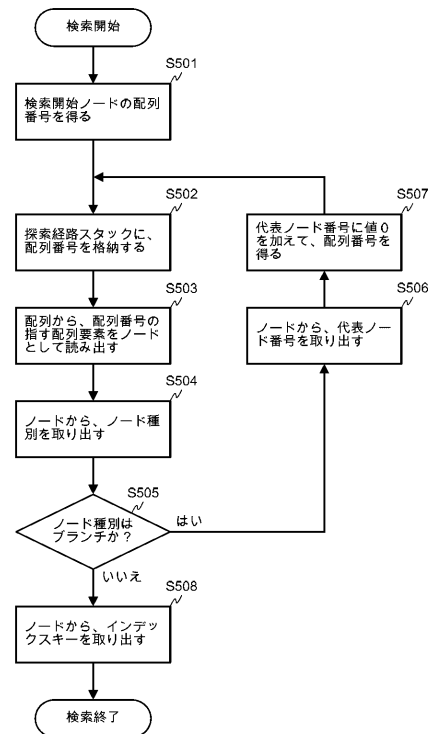 検索開始
S501
検索開始ノードの配列
番号を得る
S502
探索経路スタックに、
配列番号を格納する
S503
配列から、配列番号の
指す配列要素をノード
として読み出す
S504
ノードから、ノード種
別を取り出す
S505
ノード種別は
ブランチか？
はい
いいえ
S506
ノードから、代表ノー
ド番号を取り出す
S507
代表ノード番号に値０
を加えて、配列番号を
得る
S508
ノードから、インデッ
クスキーを取り出す
検索終了